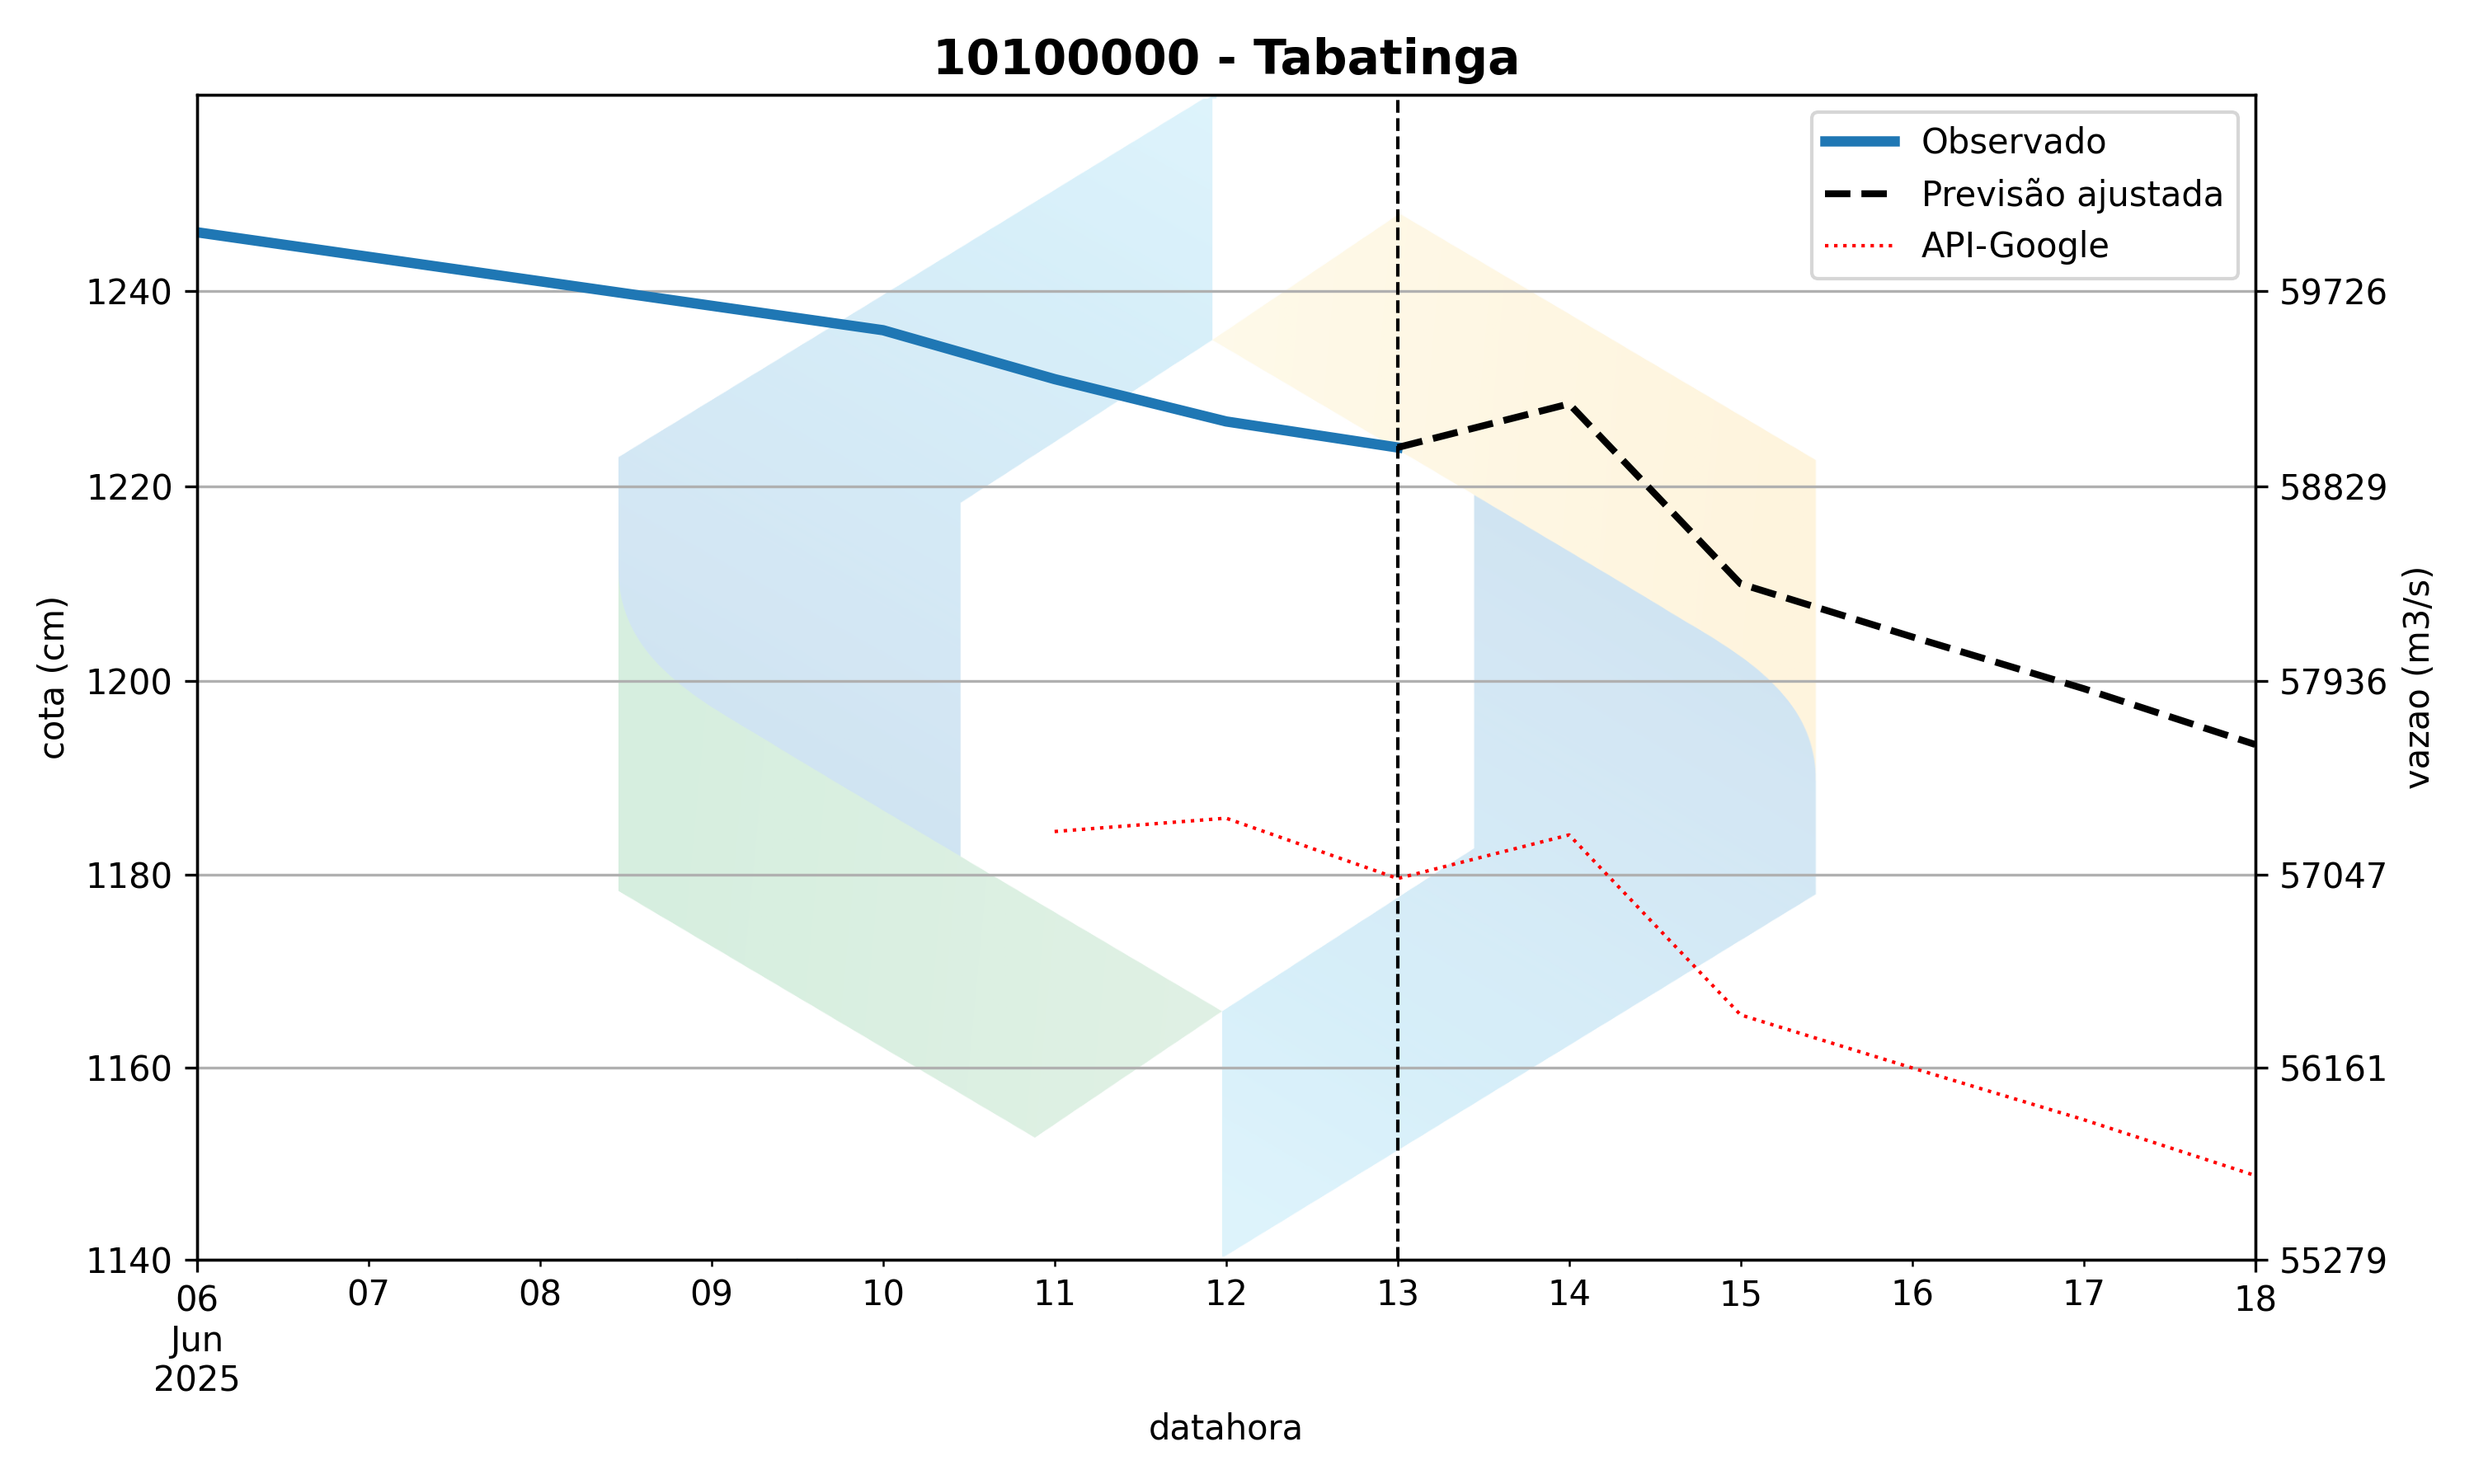 10100000 - Tabatinga
Observado
Previsão ajustada
API-Google
1240
1220
1200
1180
1160
1140
cota (cm)
59726
58829
57936
57047
56161
55279
vazao (m3/s)
06 07 08 09 10 11 12 13 14 15 16 17 18
Jun
2025
datahora